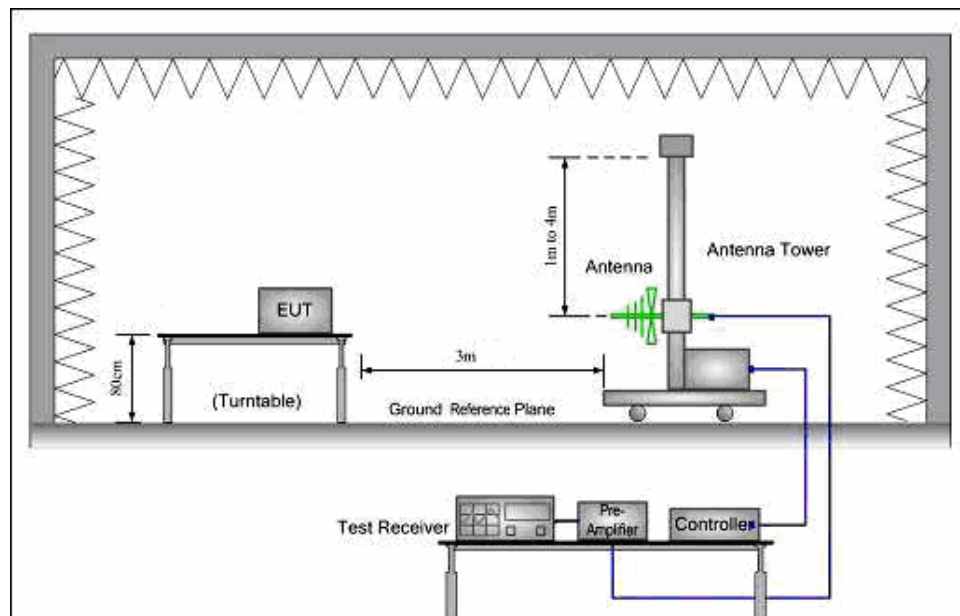 1m to 4m
Antenna Tower
Antenna
EUT
80cm
3m
(Turntable)
Ground Reference Plane
Test Receiver
Pre-
Amplifier
Controller